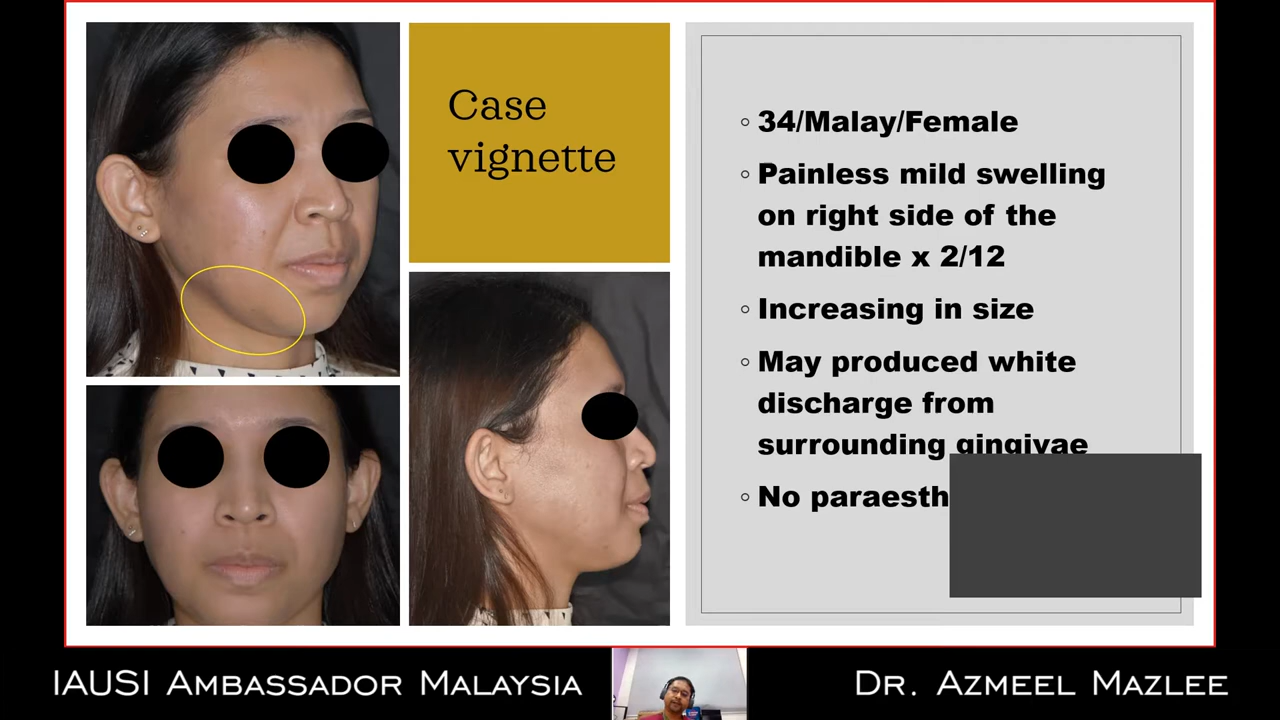 Case
vignette
34/Malay/Female
Painless mild swelling
on right side of the
mandible x 2/12
Increasing in size
May produced white
discharge from
surrounding gingivae
No
IAUSI Ambassador Malaysia
Dr. Azmeel Mazlee